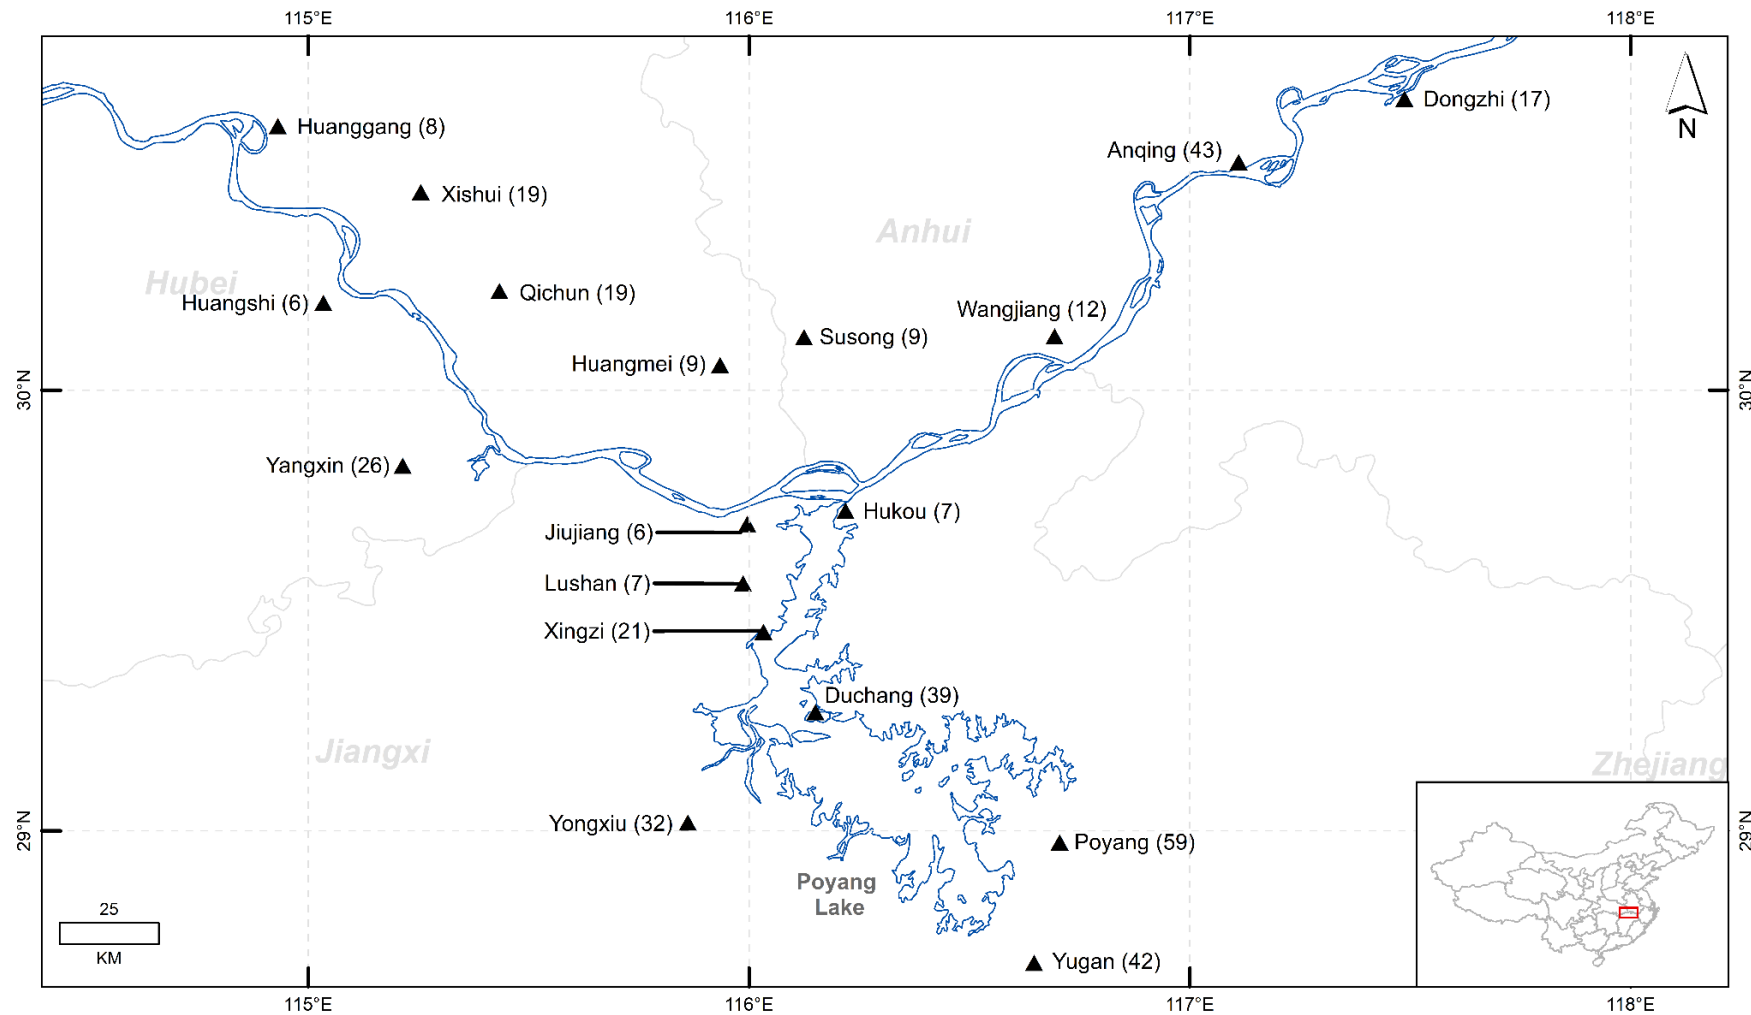 115°E
116°E
117°E
118°E
Dongzhi (17)
N
Huanggang (8)
Anqing (43)
Xishui (19)
Anhui
Hubei
Qichun (19)
Huangshi (6)
Wangjiang (12)
Susong (9)
Huangmei (9)
30°N
30°N
Yangxin (26)
Hukou (7)
Jiujiang (6)
Lushan (7)
Xingzi (21)
Duchang (39)
Jiangxi
Zhejiang
Yongxiu (32)
29°N
29°N
Poyang (59)
Poyang
Lake
25
KM
Yugan (42)
115°E
116°E
117°E
118°E